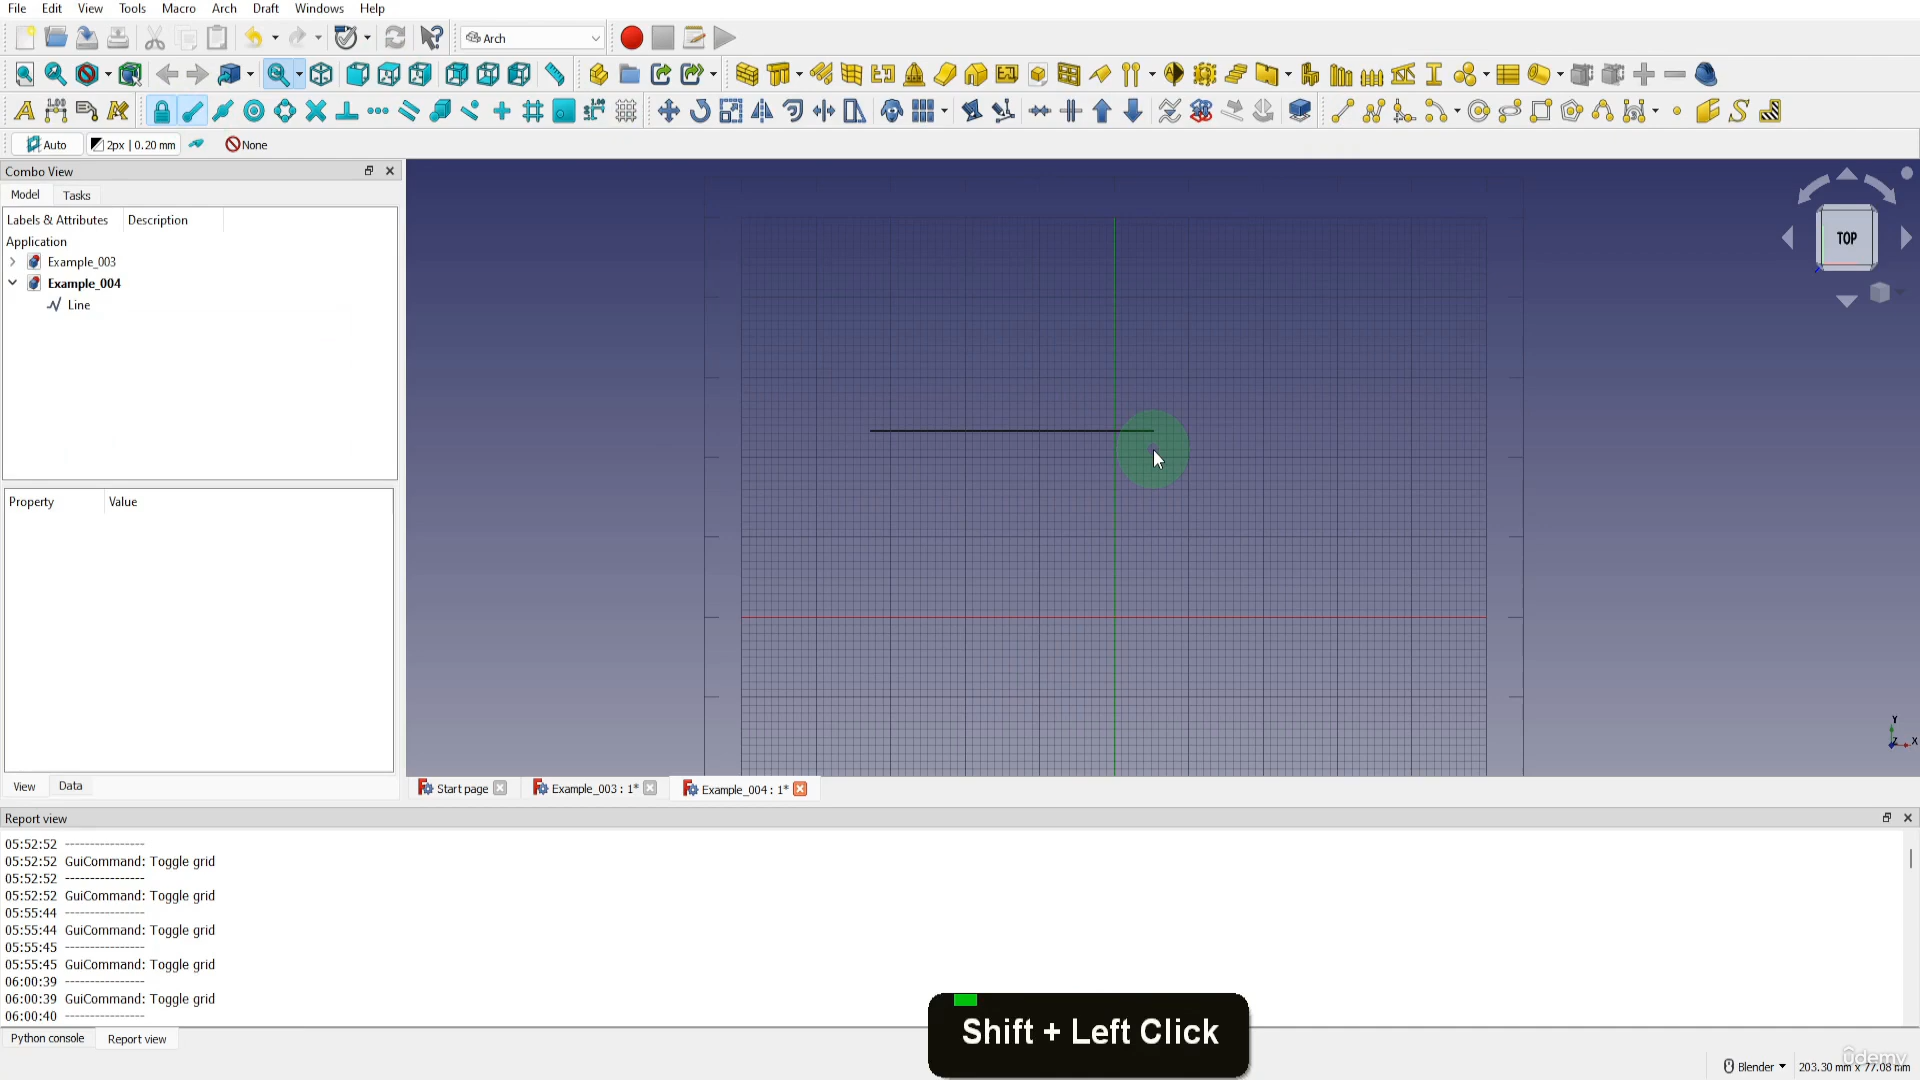 File Edit View Tools Macro Arch Draft Windows Help
Arch
Auto 2px | 0.20 mm None
Combo View
Model Tasks
Labels & Attributes Description
Application
Example_003
Example_004
Line
Property Value
View Data
TOP
Y
Z X
Start page Example_003 : 1* Example_004 : 1*
Report view
05:52:52 ----------------
05:52:52 GuiCommand: Toggle grid
05:52:52 ----------------
05:52:52 GuiCommand: Toggle grid
05:55:44 ----------------
05:55:44 GuiCommand: Toggle grid
05:55:45 ----------------
05:55:45 GuiCommand: Toggle grid
06:00:39 ----------------
06:00:39 GuiCommand: Toggle grid
06:00:40 ----------------
Python console Report view
Shift + Left Click
Blender 203.30 mm x 77.08 mm
udemy